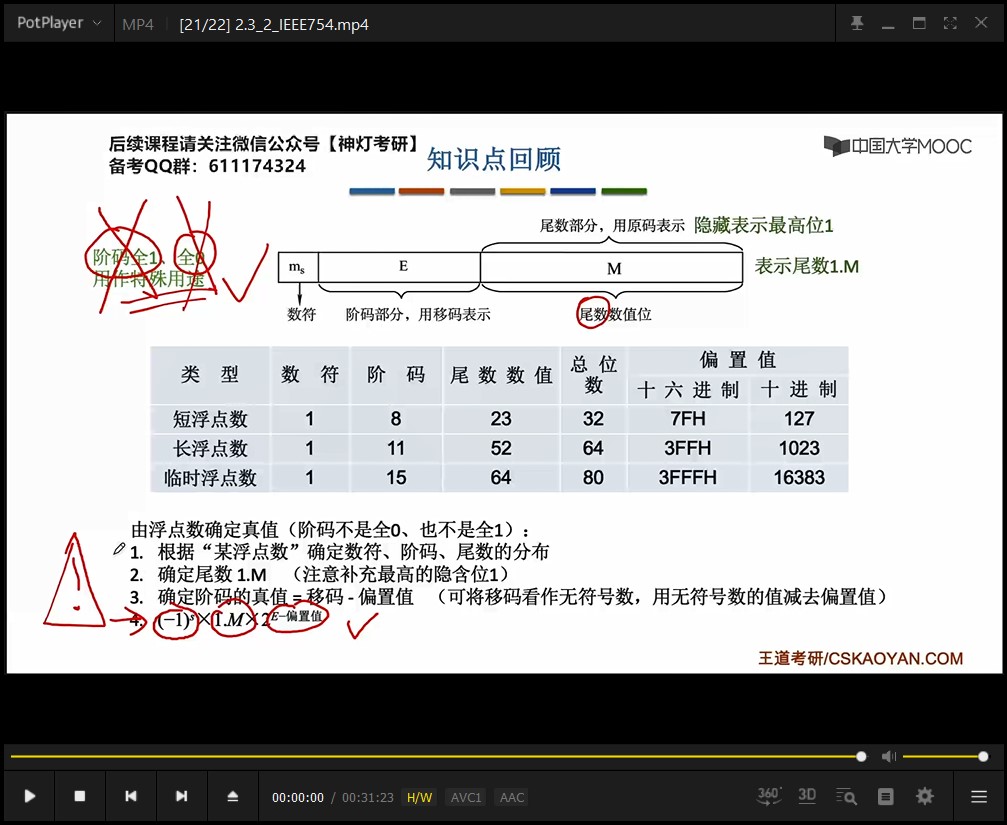 PotPlayer
MP4
[21/22] 2.3_2_IEEE754.mp4
后续课程请关注微信公众号【神灯考研】
备考QQ群：611174324
知识点回顾
中国大学MOOC
尾数部分，用原码表示 隐藏表示最高位1
阶码全1、全0
用作特殊用途
mₛ E M
表示尾数1.M
数符 阶码部分，用移码表示 尾数数值位
类 型 数 符 阶 码 尾数数值 总位数 偏置值
十六进制 十进制
短浮点数 1 8 23 32 7FH 127
长浮点数 1 11 52 64 3FFH 1023
临时浮点数 1 15 64 80 3FFFH 16383
由浮点数确定真值（阶码不是全0、也不是全1）：
1. 根据“某浮点数”确定数符、阶码、尾数的分布
2. 确定尾数 1.M （注意补充最高的隐含位1）
3. 确定阶码的真值 = 移码 - 偏置值 （可将移码看作无符号数，用无符号数的值减去偏置值）
4. (−1)ˢ×1.M×2^E−偏置值
王道考研/CSKAOYAN.COM
00:00:00 / 00:31:23 H/W AVC1 AAC
360° 3D